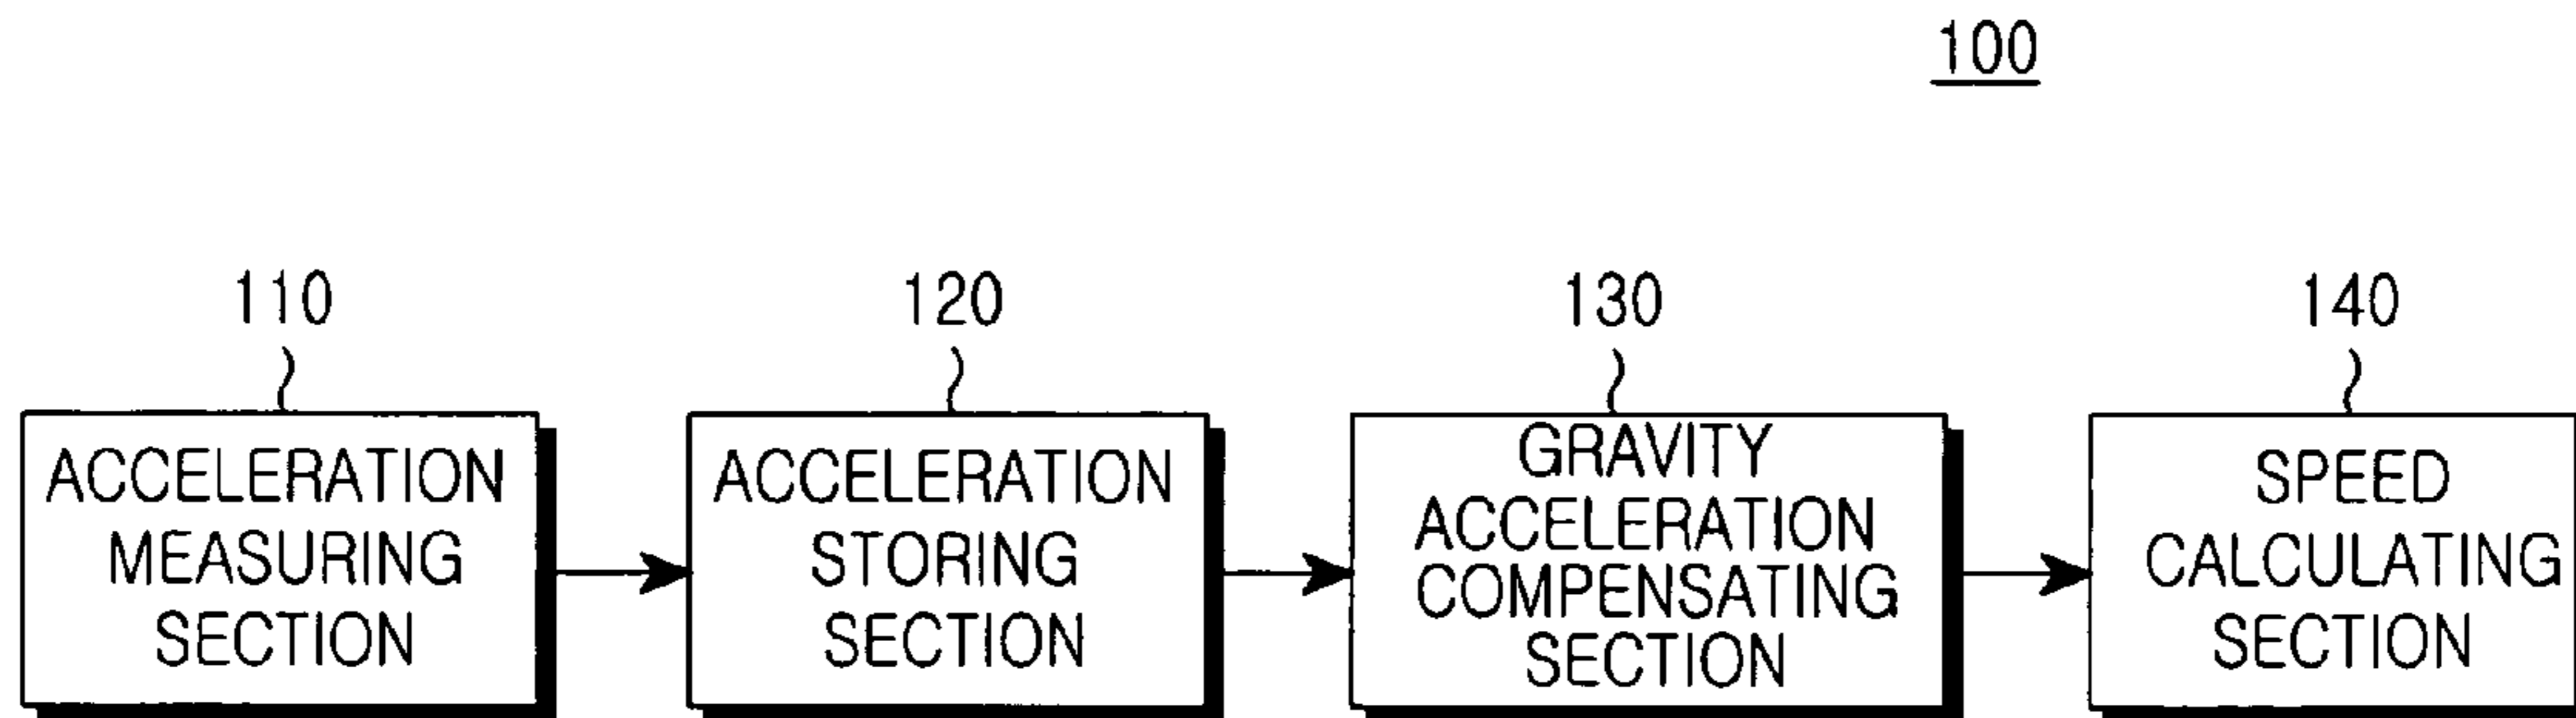 100
110
120
130
140
ACCELERATION
MEASURING
SECTION
ACCELERATION
STORING
SECTION
GRAVITY
ACCELERATION
COMPENSATING
SECTION
SPEED
CALCULATING
SECTION